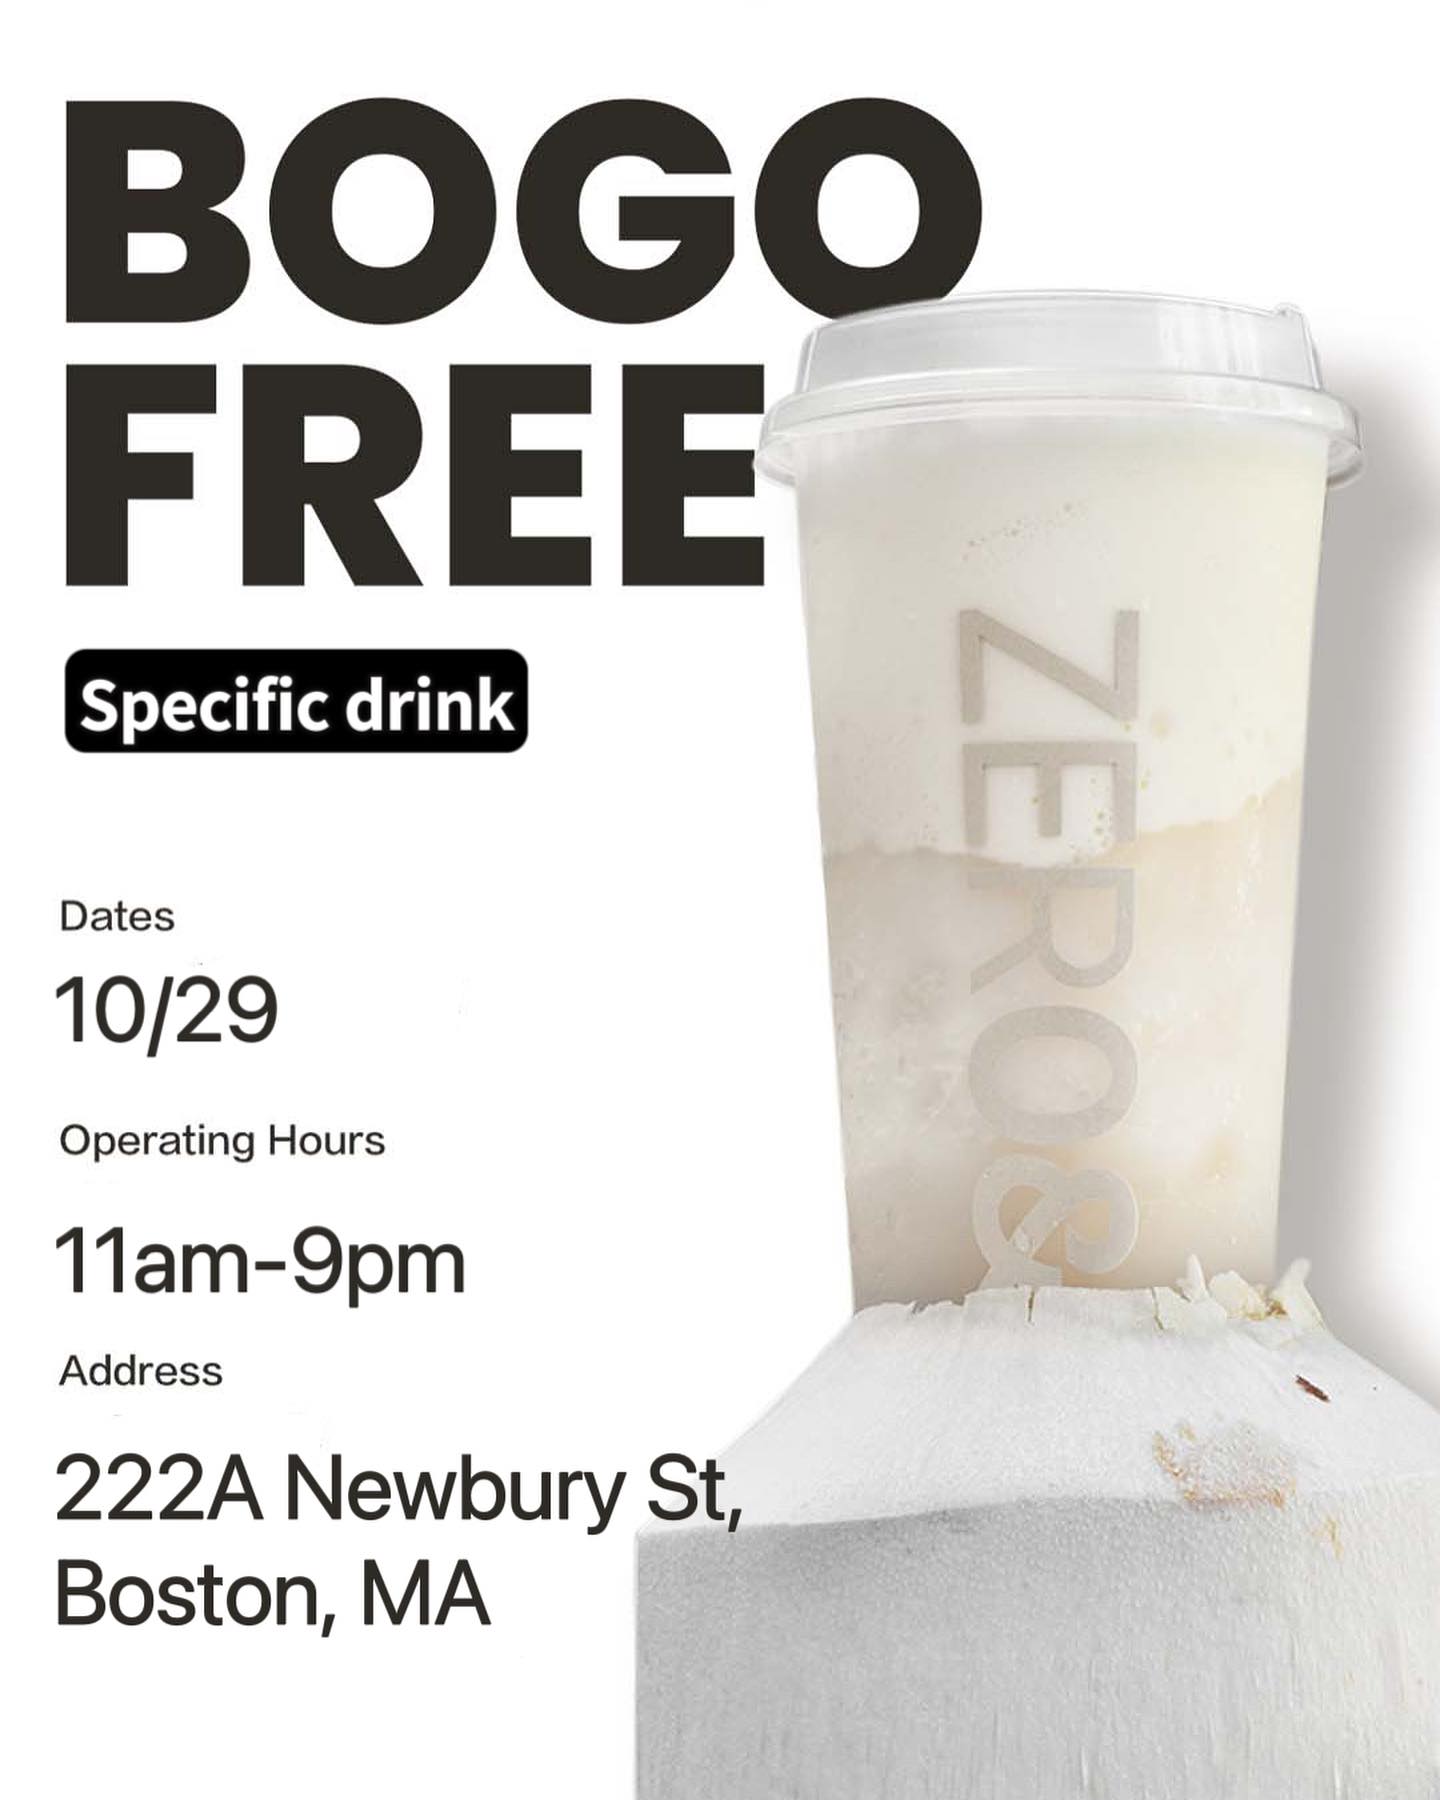 BOGO
FREE
Specific drink
Dates
10/29
Operating Hours
11am-9pm
Address
222A Newbury St,
Boston, MA
ZERO&